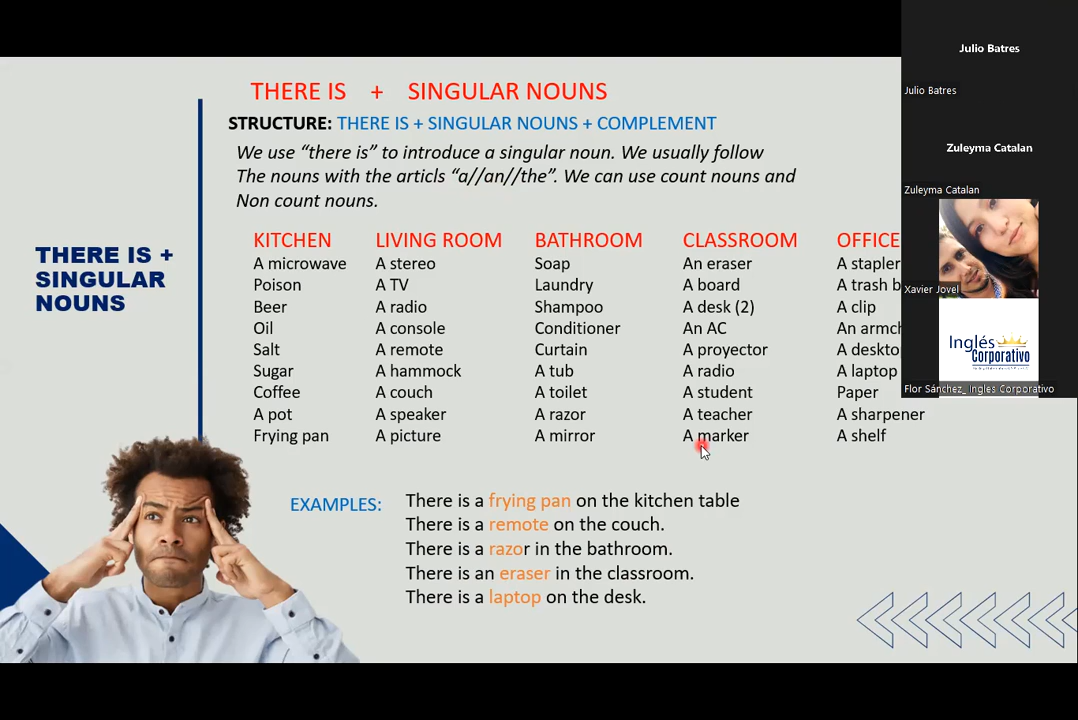 THERE IS + SINGULAR NOUNS
STRUCTURE: THERE IS + SINGULAR NOUNS + COMPLEMENT
We use “there is” to introduce a singular noun. We usually follow
The nouns with the articls “a//an//the”. We can use count nouns and
Non count nouns.
THERE IS +
SINGULAR
NOUNS
KITCHEN LIVING ROOM BATHROOM CLASSROOM OFFICE
A microwave A stereo Soap An eraser A stapler
Poison A TV Laundry A board A trash
Beer A radio Shampoo A desk (2) A clip
Oil A console Conditioner An AC An
Salt A remote Curtain A proyector A
Sugar A hammock A tub A radio A laptop
Coffee A couch A toilet A student Paper
A pot A speaker A razor A teacher A sharpener
Frying pan A picture A mirror A marker A shelf
EXAMPLES: There is a frying pan on the kitchen table
There is a remote on the couch.
There is a razor in the bathroom.
There is an eraser in the classroom.
There is a laptop on the desk.
Julio Batres
Julio Batres
Zuleyma Catalan
Zuleyma Catalan
Xavier Jovel
Inglés
Corporativo
Flor Sánchez_ Ingles Corporativo